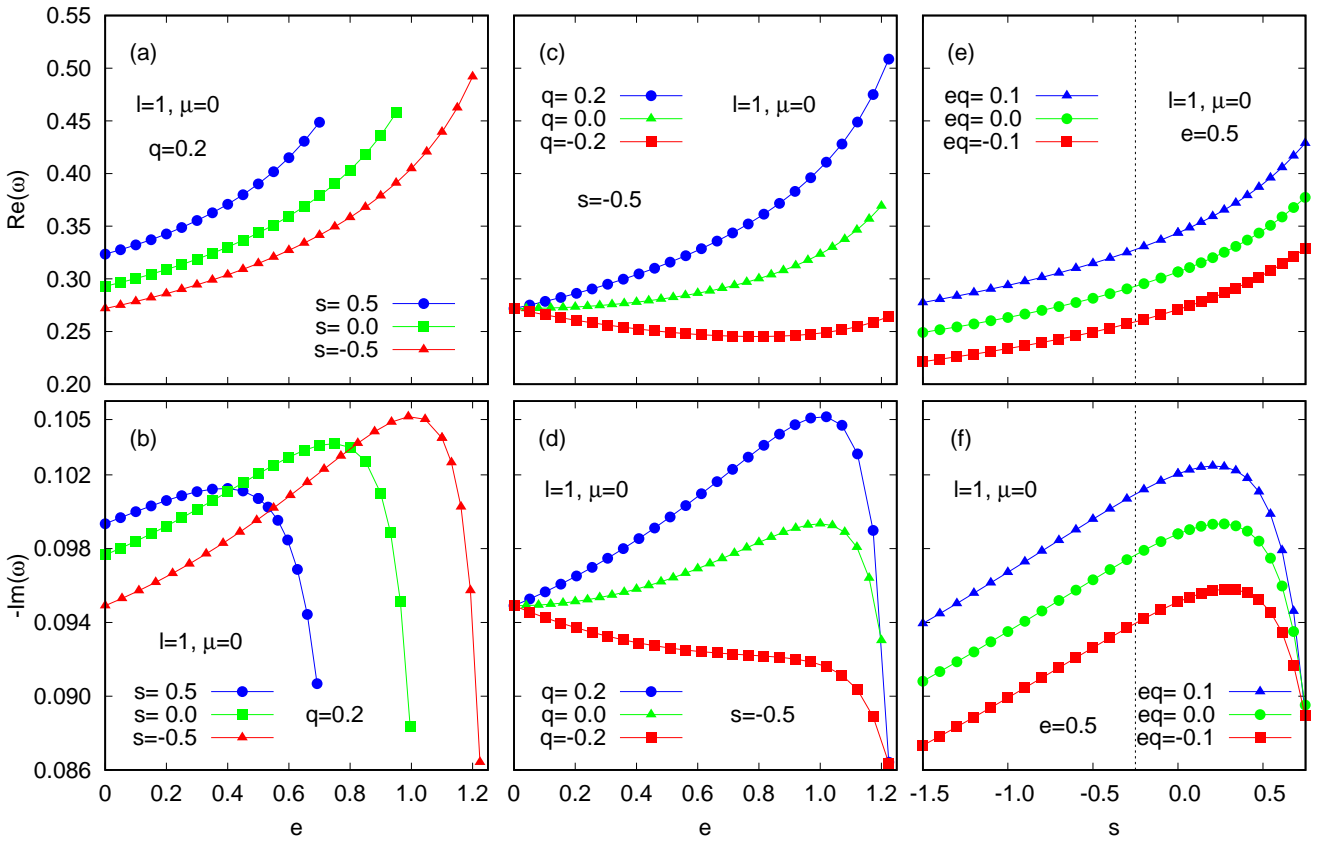 (a)
l=1, μ=0
q=0.2
s= 0.5
s= 0.0
s=-0.5
Re(ω)
0.55
0.50
0.45
0.40
0.35
0.30
0.25
0.20
(c)
q= 0.2
q= 0.0
q=-0.2
l=1, μ=0
s=-0.5
(e)
eq= 0.1
eq=0.0
eq=-0.1
l=1, μ=0
e=0.5
(b)
l=1, μ=0
s= 0.5
s= 0.0
s=-0.5
q=0.2
-Im(ω)
0.105
0.102
0.098
0.094
0.090
0.086
0 0.2 0.4 0.6 0.8 1.0 1.2
e
(d)
l=1, μ=0
q= 0.2
q= 0.0
q=-0.2
s=-0.5
0 0.2 0.4 0.6 0.8 1.0 1.2
e
(f)
l=1, μ=0
e=0.5
eq= 0.1
eq= 0.0
eq=-0.1
-1.5 -1.0 -0.5 0.0 0.5
s